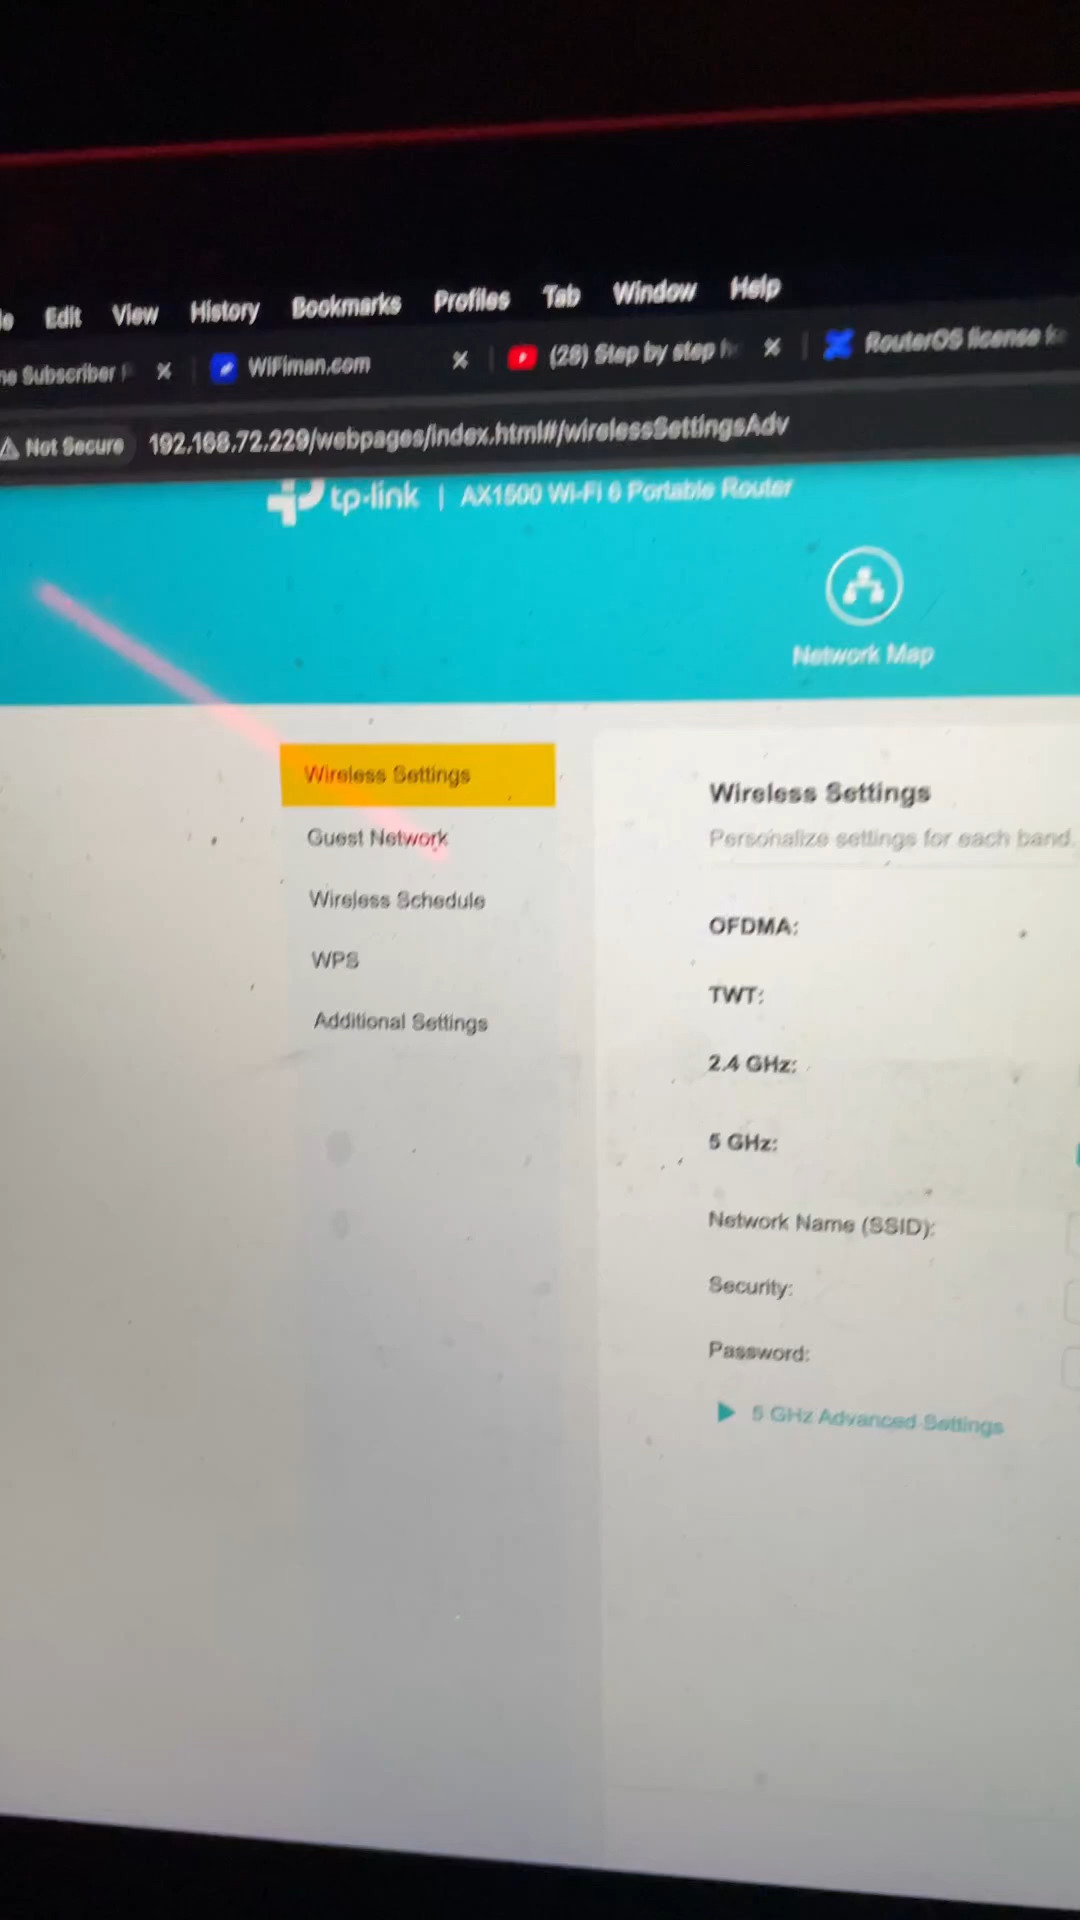 Edit View History Bookmarks Profiles Tab Window Help
Subscriber
WiFiman.com
(28) Step by step
RouterOS license
Not Secure 192.168.72.229/webpages/index.html#/wirelessSettingsAdv
tp-link | AX1500 Wi-Fi 6 Portable Router
Network Map
Wireless Settings
Guest Network
Wireless Schedule
WPS
Additional Settings
Wireless Settings
Personalize settings for each band.
OFDMA:
TWT:
2.4 GHz:
5 GHz:
Network Name (SSID):
Security:
Password:
5 GHz Advanced Settings